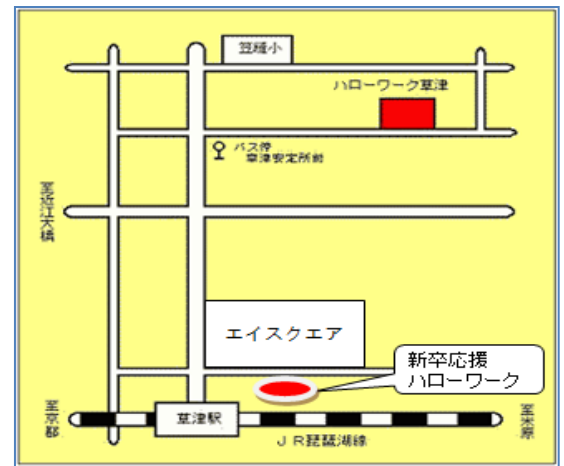 笠縫小
ハローワーク草津
バス停
草津安定所前
至近江大橋
エイスクエア
新卒応援
ハローワーク
至京都
草津駅
JR琵琶湖線
至米原